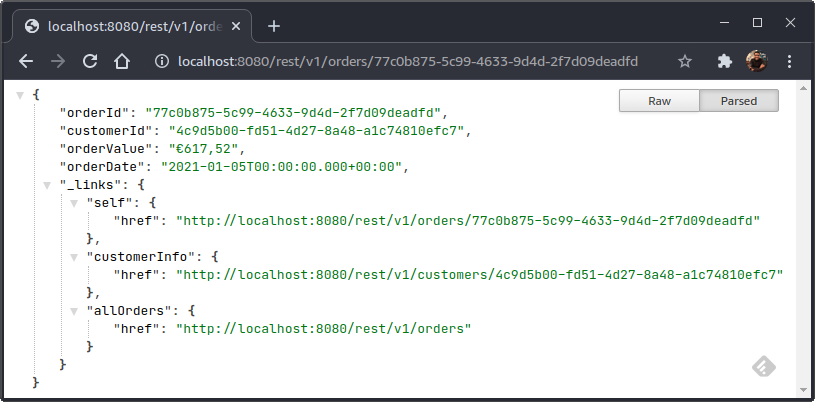 localhost:8080/rest/v1/orde
localhost:8080/rest/v1/orders/77c0b875-5c99-4633-9d4d-2f7d09deadfd
Raw
Parsed
{
"orderId": "77c0b875-5c99-4633-9d4d-2f7d09deadfd",
"customerId": "4c9d5b00-fd51-4d27-8a48-a1c74810efc7",
"orderValue": "€617,52",
"orderDate": "2021-01-05T00:00:00.000+00:00",
"_links": {
"self": {
"href": "http://localhost:8080/rest/v1/orders/77c0b875-5c99-4633-9d4d-2f7d09deadfd"
},
"customerInfo": {
"href": "http://localhost:8080/rest/v1/customers/4c9d5b00-fd51-4d27-8a48-a1c74810efc7"
},
"allOrders": {
"href": "http://localhost:8080/rest/v1/orders"
}
}
}